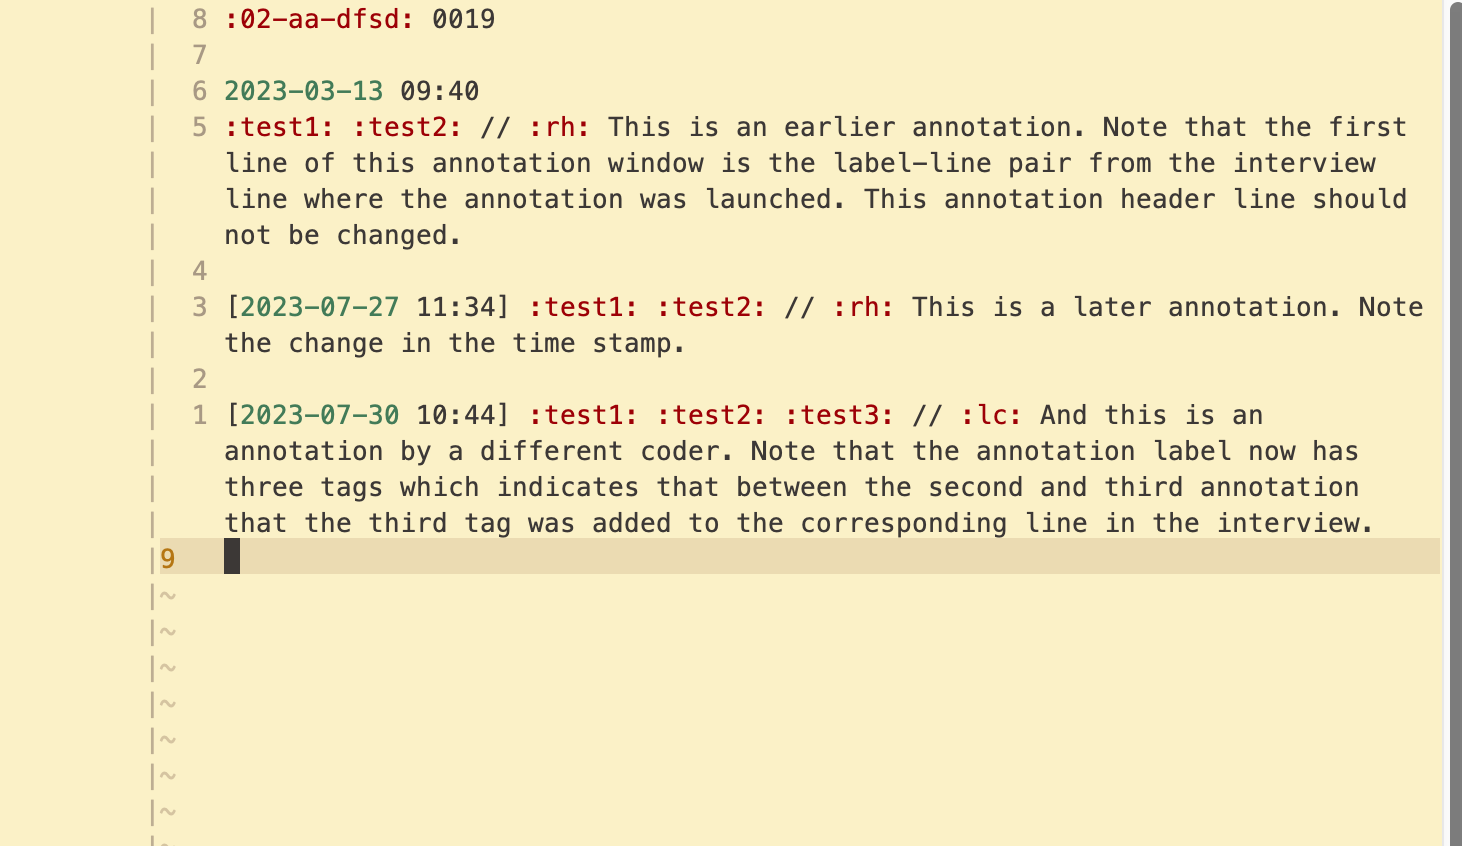 8 :02-aa-dfsd: 0019
7
6 2023-03-13 09:40
5 :test1: :test2: // :rh: This is an earlier annotation. Note that the first
line of this annotation window is the label-line pair from the interview
line where the annotation was launched. This annotation header line should
not be changed.
4
3 [2023-07-27 11:34] :test1: :test2: // :rh: This is a later annotation. Note
the change in the time stamp.
2
1 [2023-07-30 10:44] :test1: :test2: :test3: // :lc: And this is an
annotation by a different coder. Note that the annotation label now has
three tags which indicates that between the second and third annotation
that the third tag was added to the corresponding line in the interview.
9
~
~
~
~
~
~
~